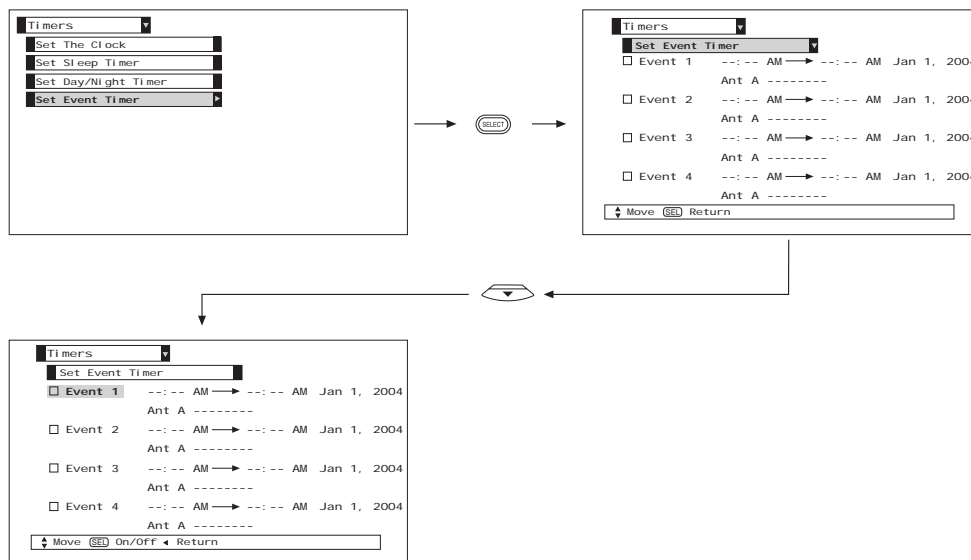 Timers
Set The Clock
Set Sleep Timer
Set Day/Night Timer
Set Event Timer
SELECT
Timers
Set Event Timer
Event 1 --:-- AM --:-- AM Jan 1, 2004
Ant A --------
Event 2 --:-- AM --:-- AM Jan 1, 2004
Ant A --------
Event 3 --:-- AM --:-- AM Jan 1, 2004
Ant A --------
Event 4 --:-- AM --:-- AM Jan 1, 2004
Ant A --------
Move SEL Return
Timers
Set Event Timer
Event 1 --:-- AM --:-- AM Jan 1, 2004
Ant A --------
Event 2 --:-- AM --:-- AM Jan 1, 2004
Ant A --------
Event 3 --:-- AM --:-- AM Jan 1, 2004
Ant A --------
Event 4 --:-- AM --:-- AM Jan 1, 2004
Ant A --------
Move SEL On/Off Return